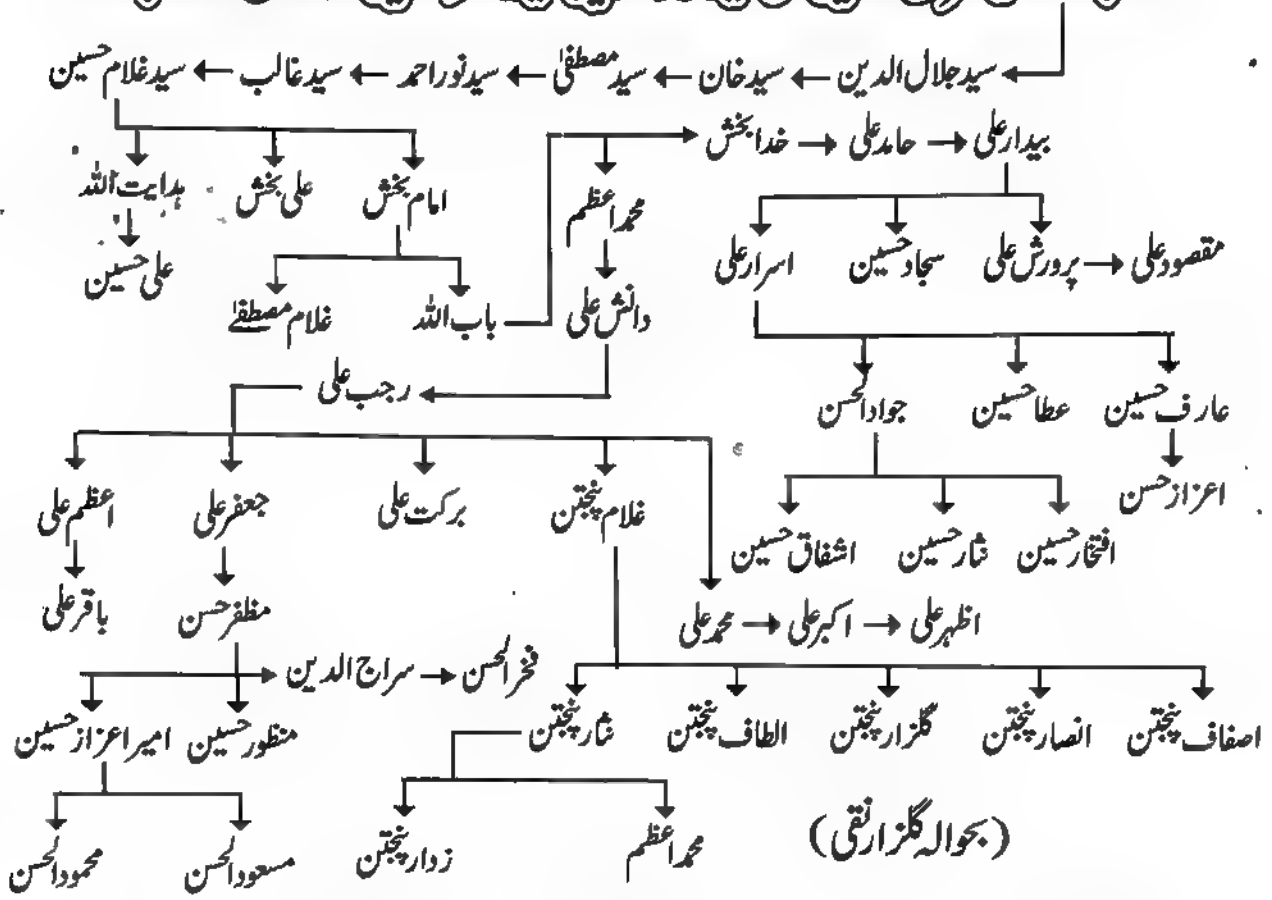 سید جلال الدین ← سید خان ← سید مصطفیٰ ← سید نور احمد ← سید غالب ← سید غلام حسین
بیدار علی → حامد علی → خدا بخش
امام بخش علی بخش ہدایت اللہ
محمد اعظم
مقصود علی → پرورش علی سجاد حسین اسرار علی
علی حسین
دانش علی باب اللہ غلام مصطفےٰ
رجب علی
عارف حسین عطا حسین جواد الحسن
اعزاز حسن
غلام پنجتن برکت علی جعفر علی اعظم علی
افتخار حسین نثار حسین اشفاق حسین
مظفر حسن باقر علی
اظہر علی → اکبر علی → محمد علی
فخر الحسن → سراج الدین
اصفاف پنجتن انصار پنجتن گلزار پنجتن الطاف پنجتن نثار پنجتن
منظور حسین امیر اعزاز حسین
(بحوالہ گلزار نقی)
محمد اعظم زدار پنجتن مسعود الحسن محمود الحسن